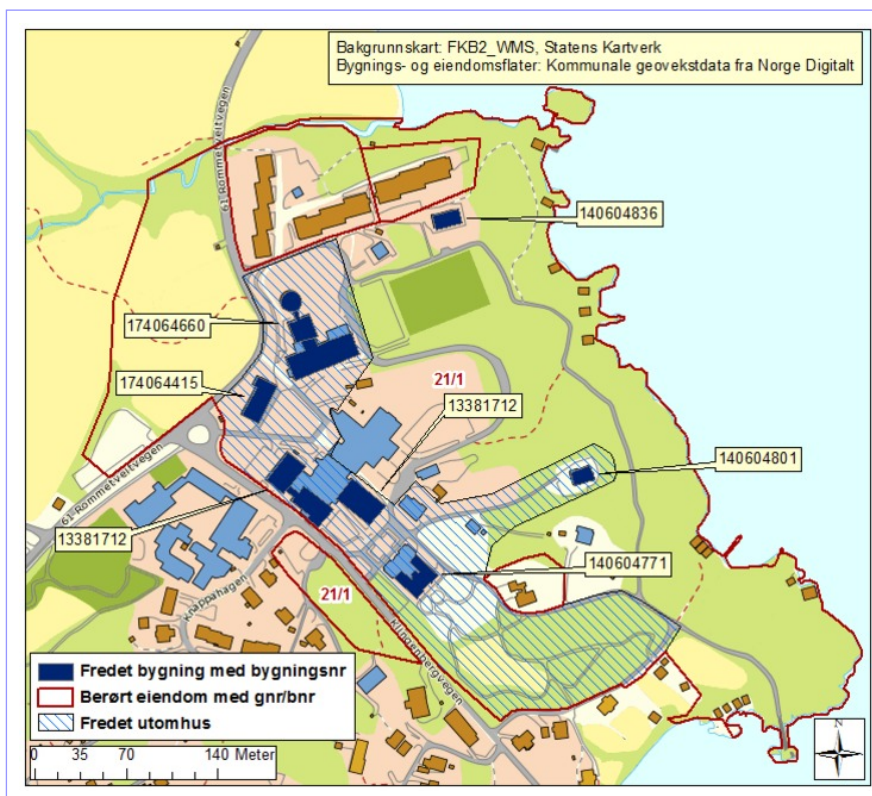 Bakgrunnskart: FKB2_WMS, Statens Kartverk
Bygnings- og eiendomsflater: Kommunale geovekstdata fra Norge Digitalt
61 Rommetveitvegen
140604836
174064660
174064415
21/1
13381712
140604801
61-Rommetveitvegen
13381712
140604771
Knappahagen
21/1
Klingenbergvegen
Fredet bygning med bygningsnr
Berørt eiendom med gnr/bnr
Fredet utomhus
0 35 70 140 Meter
N